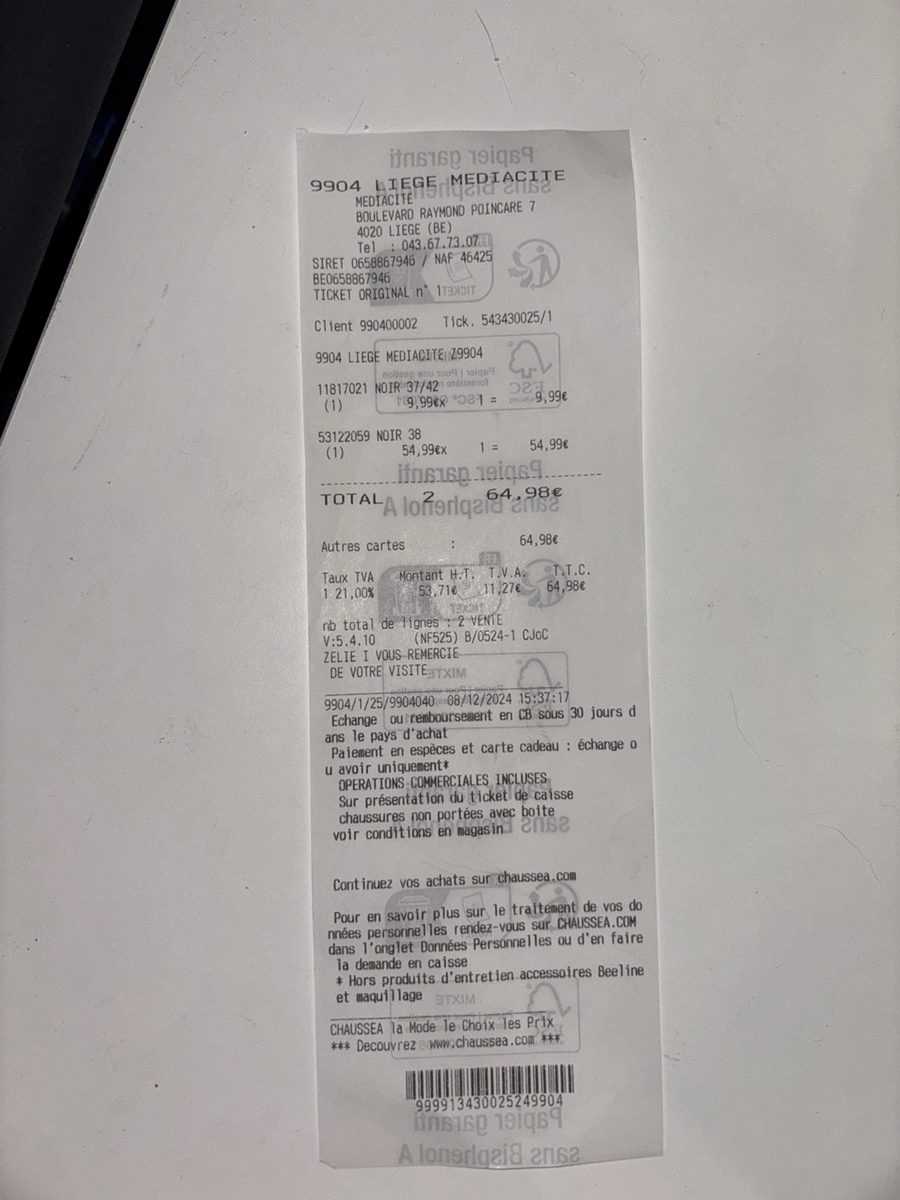 9904 LIEGE MEDIACITE
MEDIACITE
BOULEVARD RAYMOND POINCARE 7
4020 LIEGE (BE)
Tel : 043.67.73.07
SIRET 0658867946 / NAF 46425
BE0658867946
TICKET ORIGINAL n° 1
Client 990400002 Tick. 543430025/1
9904 LIEGE MEDIACITE Z9904
11817021 NOIR 37/42
(1) 9,99€x 1 = 9,99€
53122059 NOIR 38
(1) 54,99€x 1 = 54,99€
TOTAL 2 64,98€
Autres cartes : 64,98€
Taux TVA Montant H.T. T.V.A. T.T.C.
1 21,00% 53,71€ 11,27€ 64,98€
nb total de lignes : 2 VENTE
V:5.4.10 (NF525) B/0524-1 CJoC
ZELIE I VOUS REMERCIE
DE VOTRE VISITE
9904/1/25/9904040 08/12/2024 15:37:17
Echange ou remboursement en CB sous 30 jours d
ans le pays d'achat
Paiement en espèces et carte cadeau : échange o
u avoir uniquement*
OPERATIONS COMMERCIALES INCLUSES
Sur présentation du ticket de caisse
chaussures non portées avec boite
voir conditions en magasin
Continuez vos achats sur chaussea.com
Pour en savoir plus sur le traitement de vos do
nnées personnelles rendez-vous sur CHAUSSEA.COM
dans l'onglet Données Personnelles ou d'en faire
la demande en caisse
* Hors produits d'entretien accessoires Beeline
et maquillage
CHAUSSEA la Mode le Choix les Prix
*** Decouvrez www.chaussea.com ***
999913430025249904
Papier garanti
sans Bisphenol A